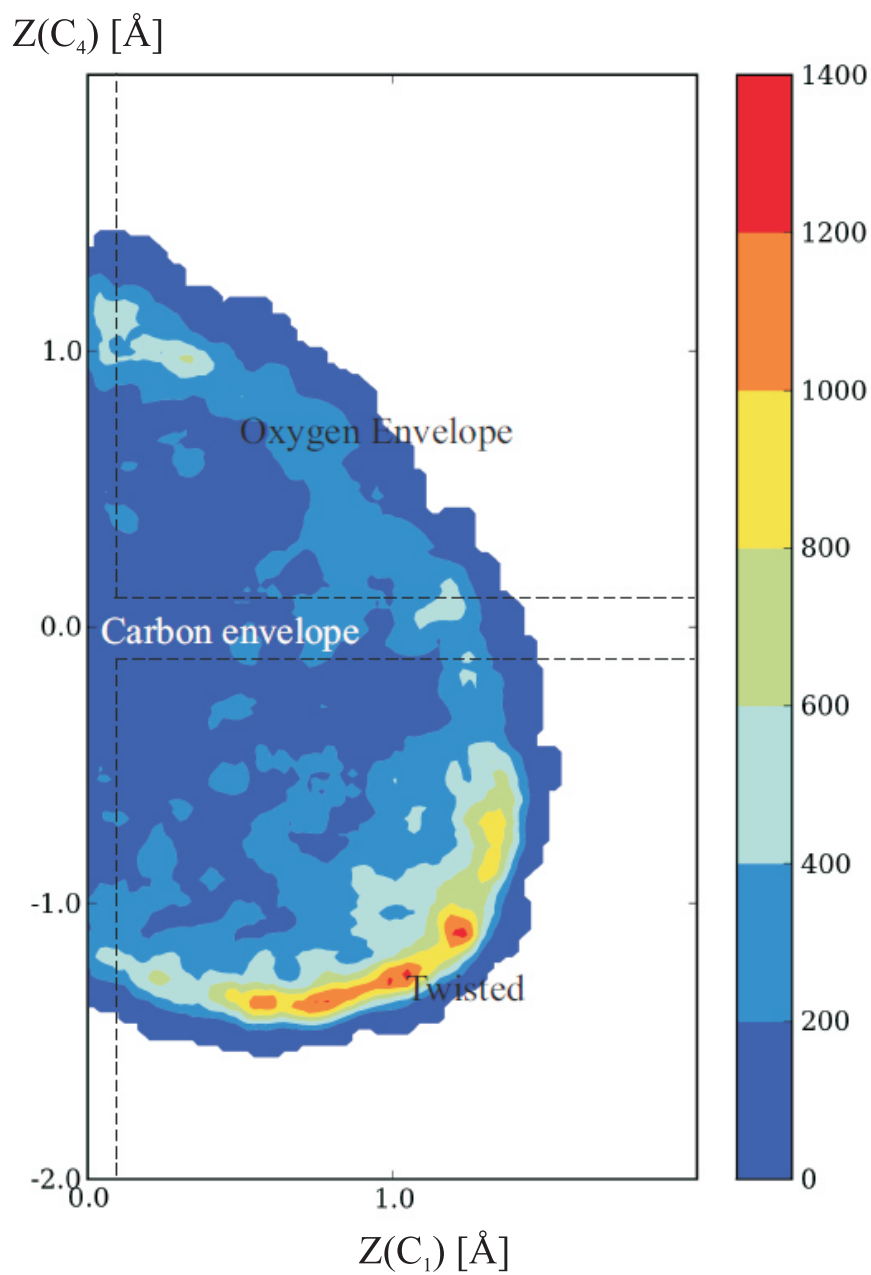 Z(C₄) [Å]
1400
1200
1.0
Oxygen Envelope
1000
800
0.0
Carbon envelope
600
400
-1.0
Twisted
200
-2.0
0
0.0
1.0
Z(C₁) [Å]